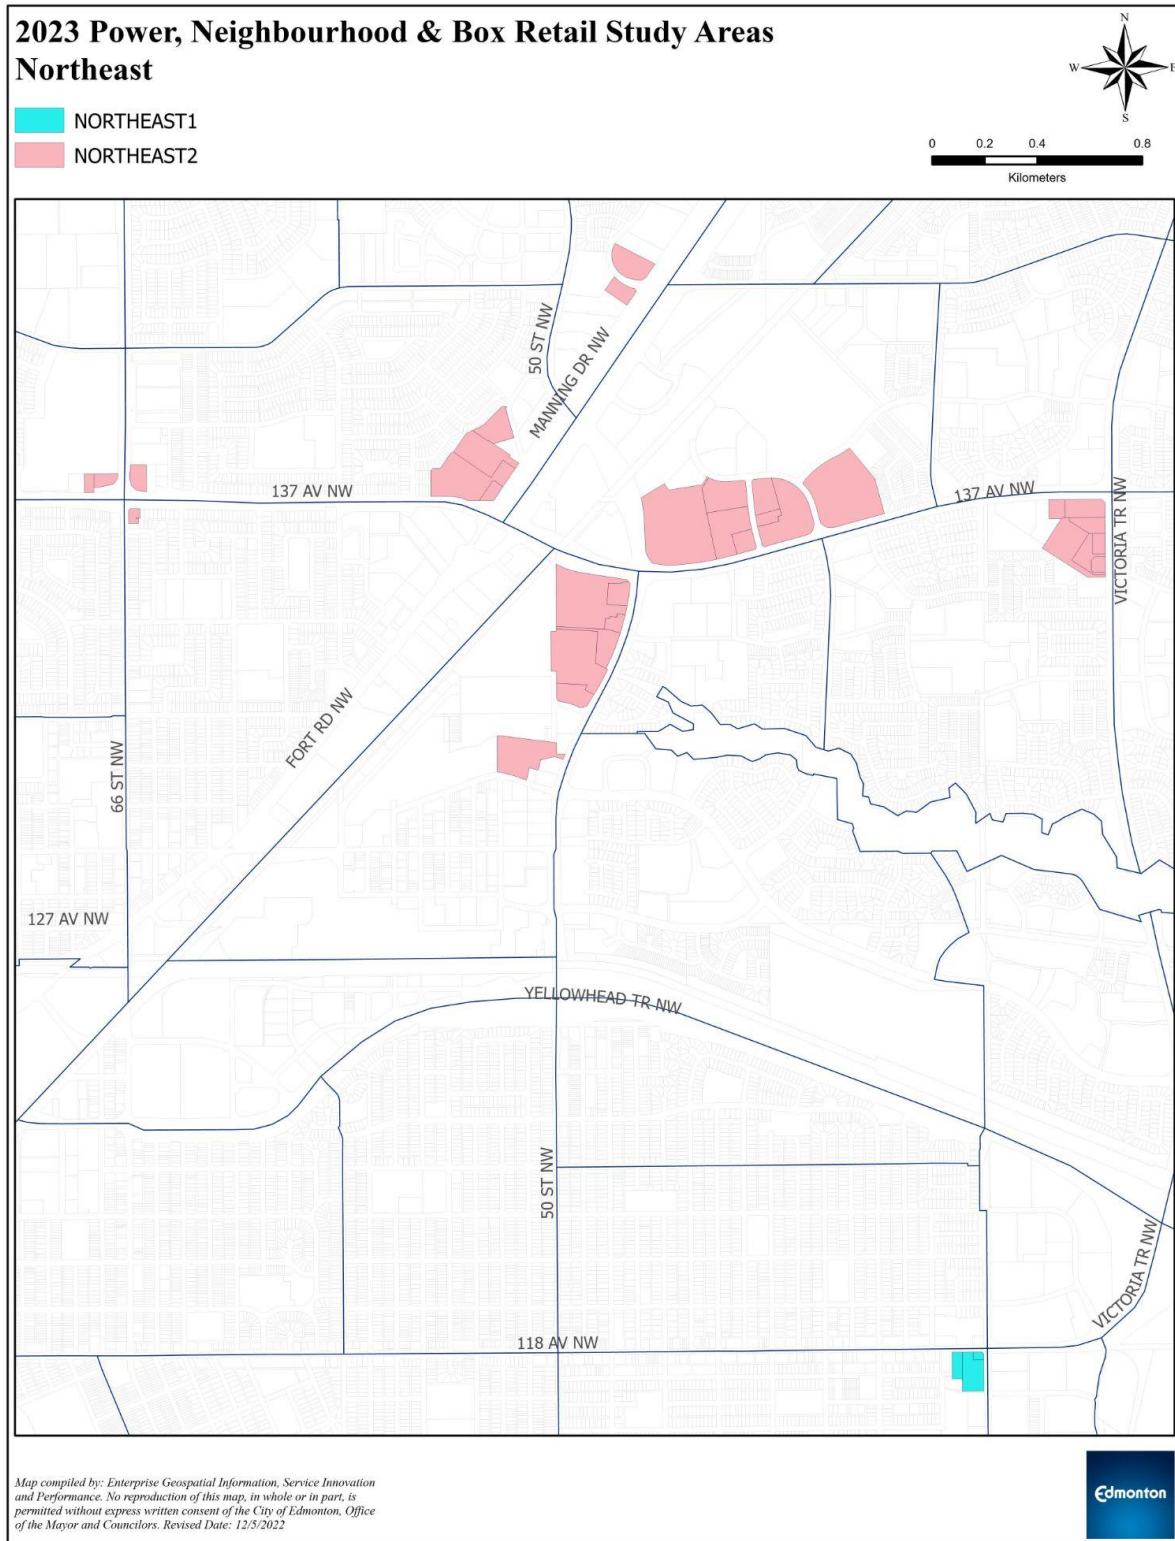 2023 Power, Neighbourhood & Box Retail Study Areas
Northeast
N
W
E
S
NORTHEAST1
NORTHEAST2
0 0.2 0.4 0.8
Kilometers
50 ST NW
MANNING DR NW
137 AV NW
137 AV NW
VICTORIA TR NW
FORT RD NW
66 ST NW
127 AV NW
YELLOWHEAD TR NW
50 ST NW
VICTORIA TR NW
118 AV NW
Map compiled by: Enterprise Geospatial Information, Service Innovation
and Performance. No reproduction of this map, in whole or in part, is
permitted without express written consent of the City of Edmonton, Office
of the Mayor and Councilors. Revised Date: 12/5/2022
Edmonton